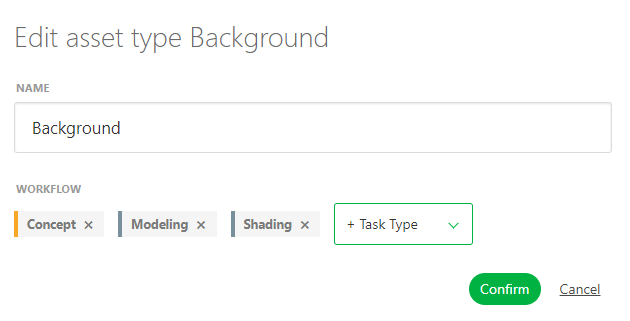 Edit asset type Background
NAME
Background
WORKFLOW
Concept × Modeling × Shading × + Task Type
Confirm Cancel